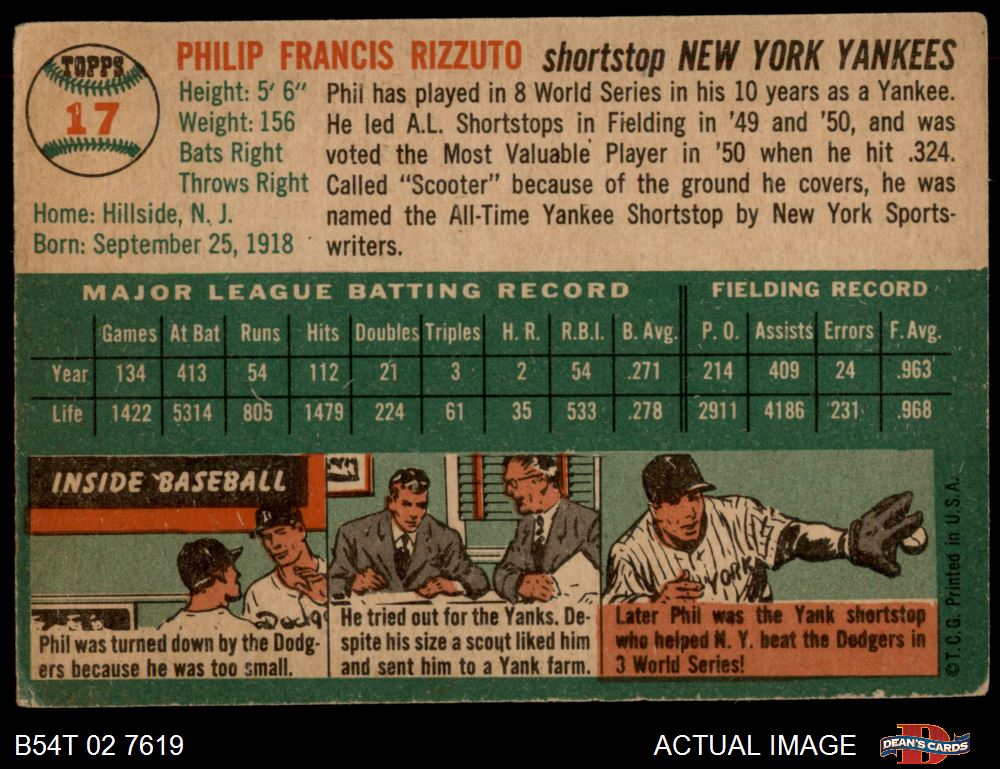 TOPPS
17
PHILIP FRANCIS RIZZUTO shortstop NEW YORK YANKEES
Height: 5' 6"
Weight: 156
Bats Right
Throws Right
Home: Hillside, N. J.
Born: September 25, 1918
Phil has played in 8 World Series in his 10 years as a Yankee.
He led A.L. Shortstops in Fielding in '49 and '50, and was
voted the Most Valuable Player in '50 when he hit .324.
Called "Scooter" because of the ground he covers, he was
named the All-Time Yankee Shortstop by New York Sports-
writers.
MAJOR LEAGUE BATTING RECORD FIELDING RECORD
Games At Bat Runs Hits Doubles Triples H. R. R.B.I. B. Avg. P. O. Assists Errors F. Avg.
Year 134 413 54 112 21 3 2 54 .271 214 409 24 .963
Life 1422 5314 805 1479 224 61 35 533 .278 2911 4186 231 .968
INSIDE BASEBALL
B
Dodg
Phil was turned down by the Dodg-
ers because he was too small.
He tried out for the Yanks. De-
spite his size a scout liked him
and sent him to a Yank farm.
YORK
Later Phil was the Yank shortstop
who helped N. Y. beat the Dodgers in
3 World Series!
© T.C.G. Printed in U.S.A.
B54T 02 7619
ACTUAL IMAGE
B
DEAN'S CARDS